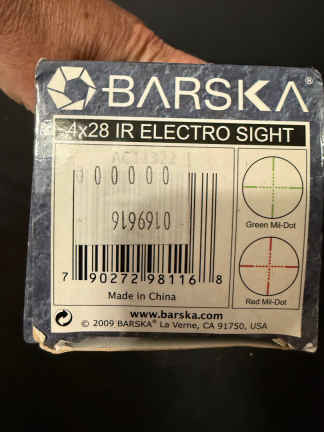 BARSKA®
4x28 IR ELECTRO SIGHT
000000
0169616
7 90272 98116 8
Made in China
Green Mil-Dot
Red Mil-Dot
www.barska.com
© 2009 BARSKA® La Verne, CA 91750, USA